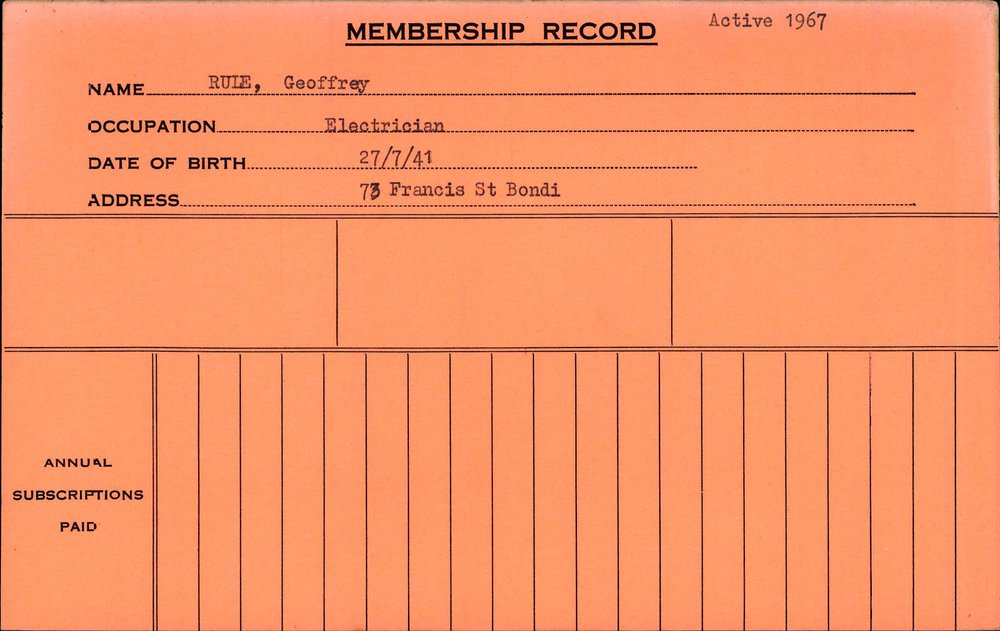 MEMBERSHIP RECORD
Active 1967
NAME RULE, Geoffrey
OCCUPATION Electrician
DATE OF BIRTH 27/7/41
ADDRESS 73 Francis St Bondi
ANNUAL
SUBSCRIPTIONS
PAID